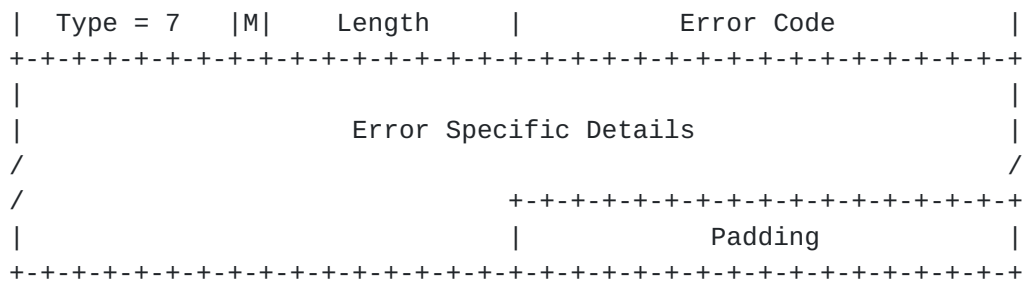 |  Type = 7   |M|    Length     |          Error Code           |
+-+-+-+-+-+-+-+-+-+-+-+-+-+-+-+-+-+-+-+-+-+-+-+-+-+-+-+-+-+-+-+-+
|                                                               |
|                     Error Specific Details                    |
/                                                               /
/                               +-+-+-+-+-+-+-+-+-+-+-+-+-+-+-+-+
|                               |            Padding            |
+-+-+-+-+-+-+-+-+-+-+-+-+-+-+-+-+-+-+-+-+-+-+-+-+-+-+-+-+-+-+-+-+